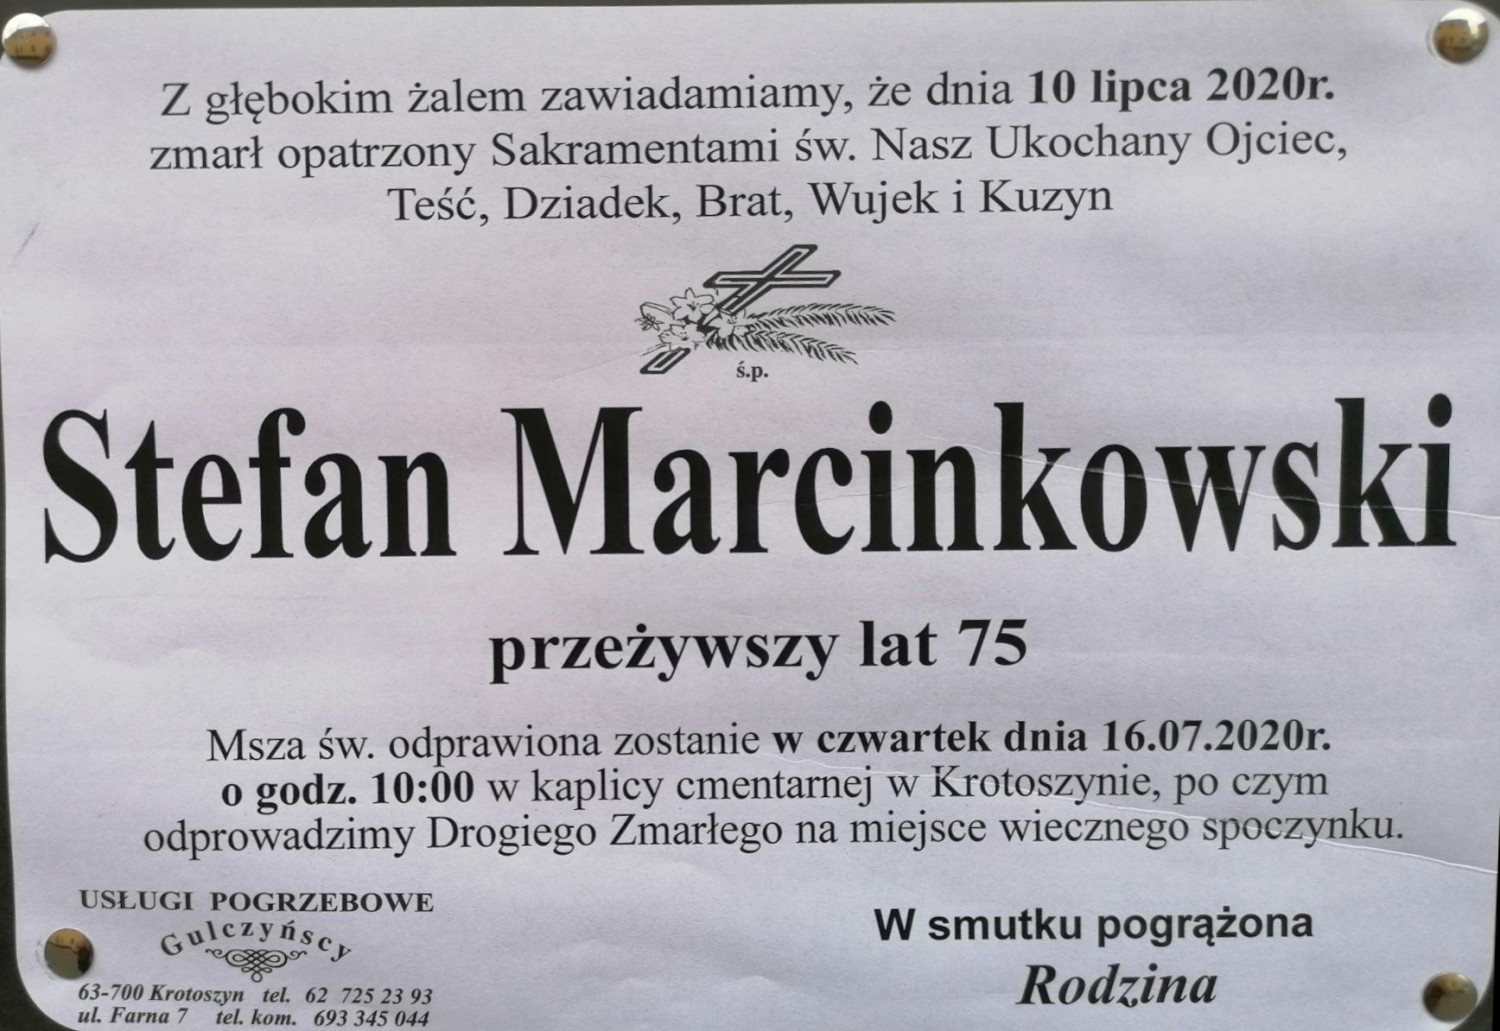 Z głębokim żalem zawiadamiamy, że dnia 10 lipca 2020r.
zmarł opatrzony Sakramentami św. Nasz Ukochany Ojciec,
Teść, Dziadek, Brat, Wujek i Kuzyn
ś.p.
Stefan Marcinkowski
przeżywszy lat 75
Msza św. odprawiona zostanie w czwartek dnia 16.07.2020r.
o godz. 10:00 w kaplicy cmentarnej w Krotoszynie, po czym
odprowadzimy Drogiego Zmarłego na miejsce wiecznego spoczynku.
USŁUGI POGRZEBOWE
Gulczyńscy
63-700 Krotoszyn tel. 62 725 23 93
ul. Farna 7 tel. kom. 693 345 044
W smutku pogrążona
Rodzina